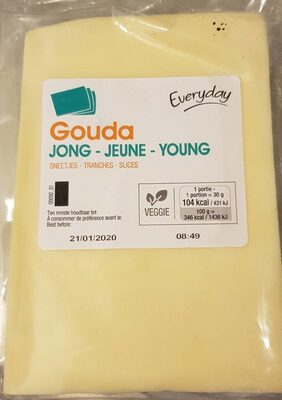 Everyday
Gouda
JONG - JEUNE - YOUNG
SNEETJES - TRANCHES - SLICES
VEGGIE
1 portie -
1 portion = 30 g
104 kcal / 431 kJ
100 g =
346 kcal / 1436 kJ
Ten minste houdbaar tot:
A consommer de préférence avant le:
Best before:
21/01/2020
08:49